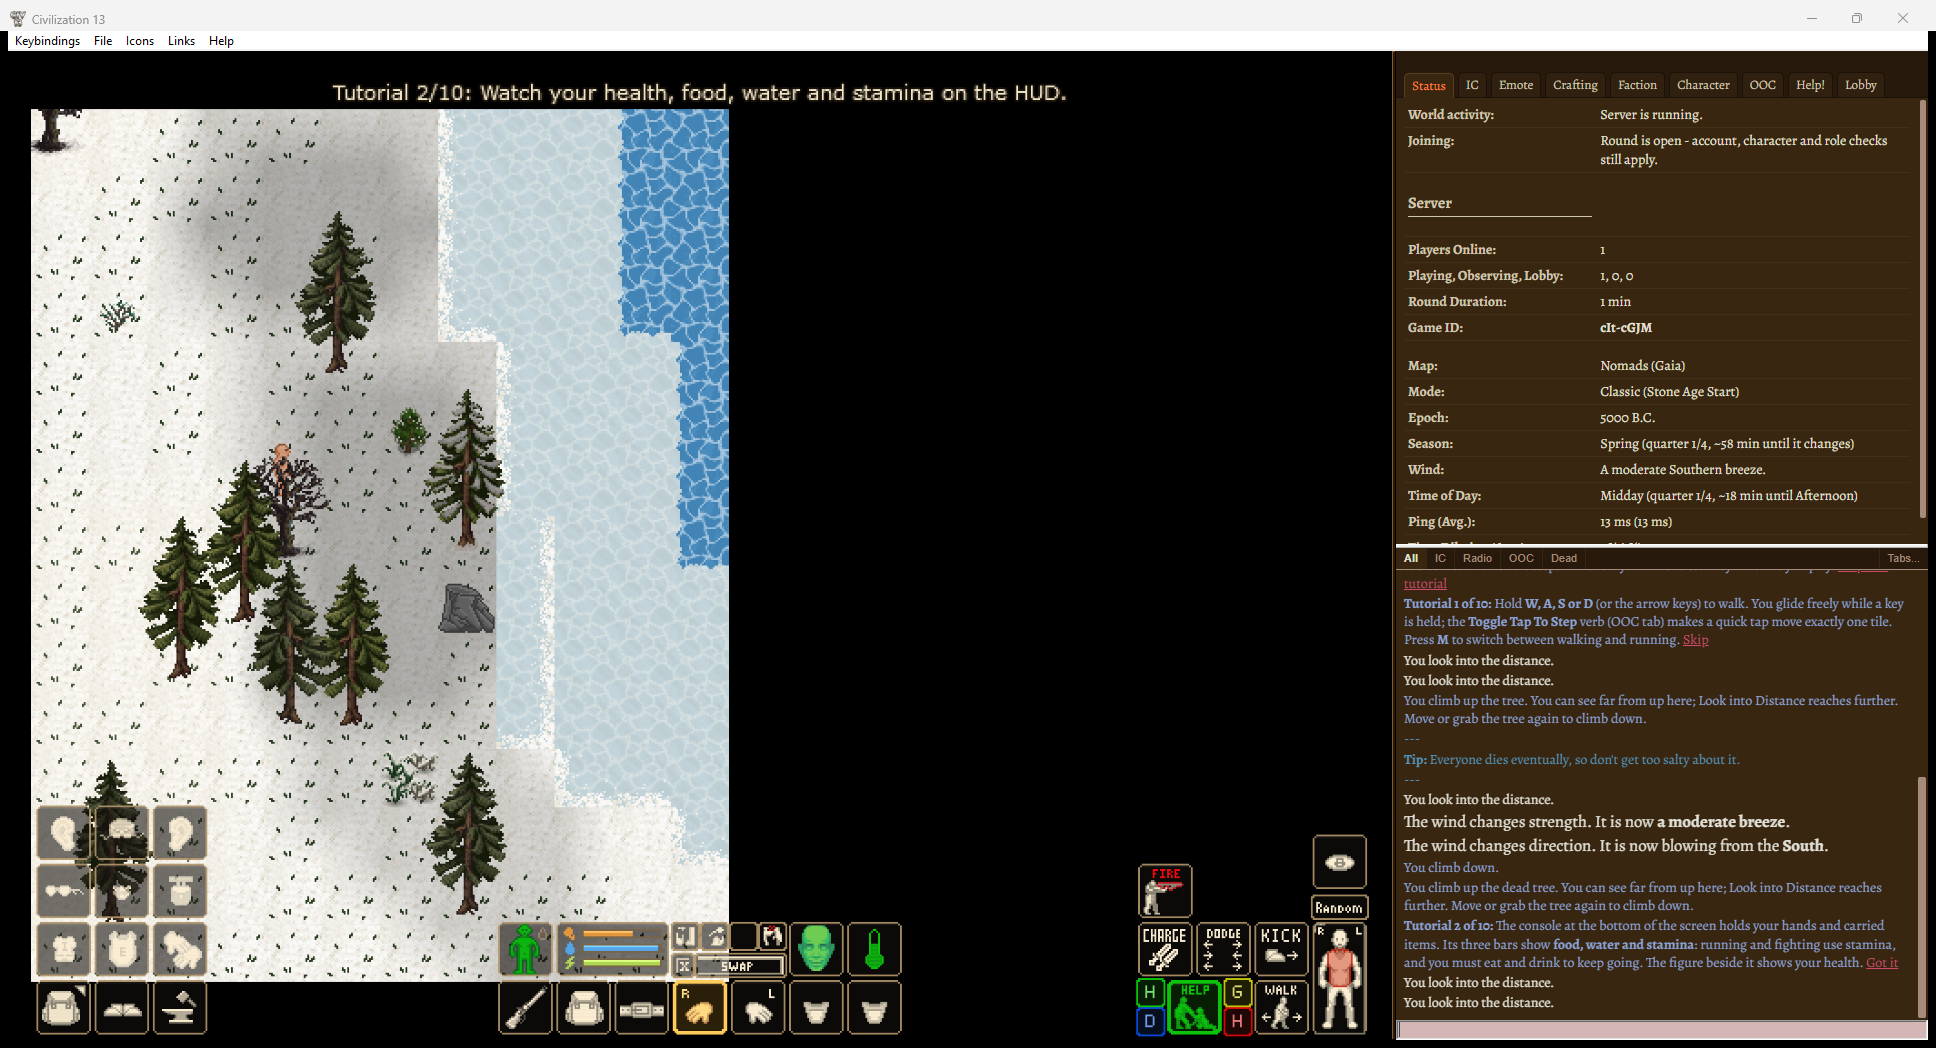 Civilization 13
Keybindings File Icons Links Help
Tutorial 2/10: Watch your health, food, water and stamina on the HUD.
Status IC Emote Crafting Faction Character OOC Help! Lobby
World activity: Server is running.
Joining: Round is open - account, character and role checks
still apply.
Server
Players Online: 1
Playing, Observing, Lobby: 1, 0, 0
Round Duration: 1 min
Game ID: cIt-cGJM
Map: Nomads (Gaia)
Mode: Classic (Stone Age Start)
Epoch: 5000 B.C.
Season: Spring (quarter 1/4, ~58 min until it changes)
Wind: A moderate Southern breeze.
Time of Day: Midday (quarter 1/4, ~18 min until Afternoon)
Ping (Avg.): 13 ms (13 ms)
All IC Radio OOC Dead Tabs...
tutorial
Tutorial 1 of 10: Hold W, A, S or D (or the arrow keys) to walk. You glide freely while a key
is held; the Toggle Tap To Step verb (OOC tab) makes a quick tap move exactly one tile.
Press M to switch between walking and running. Skip
You look into the distance.
You look into the distance.
You climb up the tree. You can see far from up here; Look into Distance reaches further.
Move or grab the tree again to climb down.
---
Tip: Everyone dies eventually, so don't get too salty about it.
---
You look into the distance.
The wind changes strength. It is now a moderate breeze.
The wind changes direction. It is now blowing from the South.
You climb down.
You climb up the dead tree. You can see far from up here; Look into Distance reaches
further. Move or grab the tree again to climb down.
Tutorial 2 of 10: The console at the bottom of the screen holds your hands and carried
items. Its three bars show food, water and stamina: running and fighting use stamina,
and you must eat and drink to keep going. The figure beside it shows your health. Got it
You look into the distance.
You look into the distance.
FIRE
B
Random
CHARGE DODGE KICK R L
X SWAP
R L
H HELP G WALK
D H